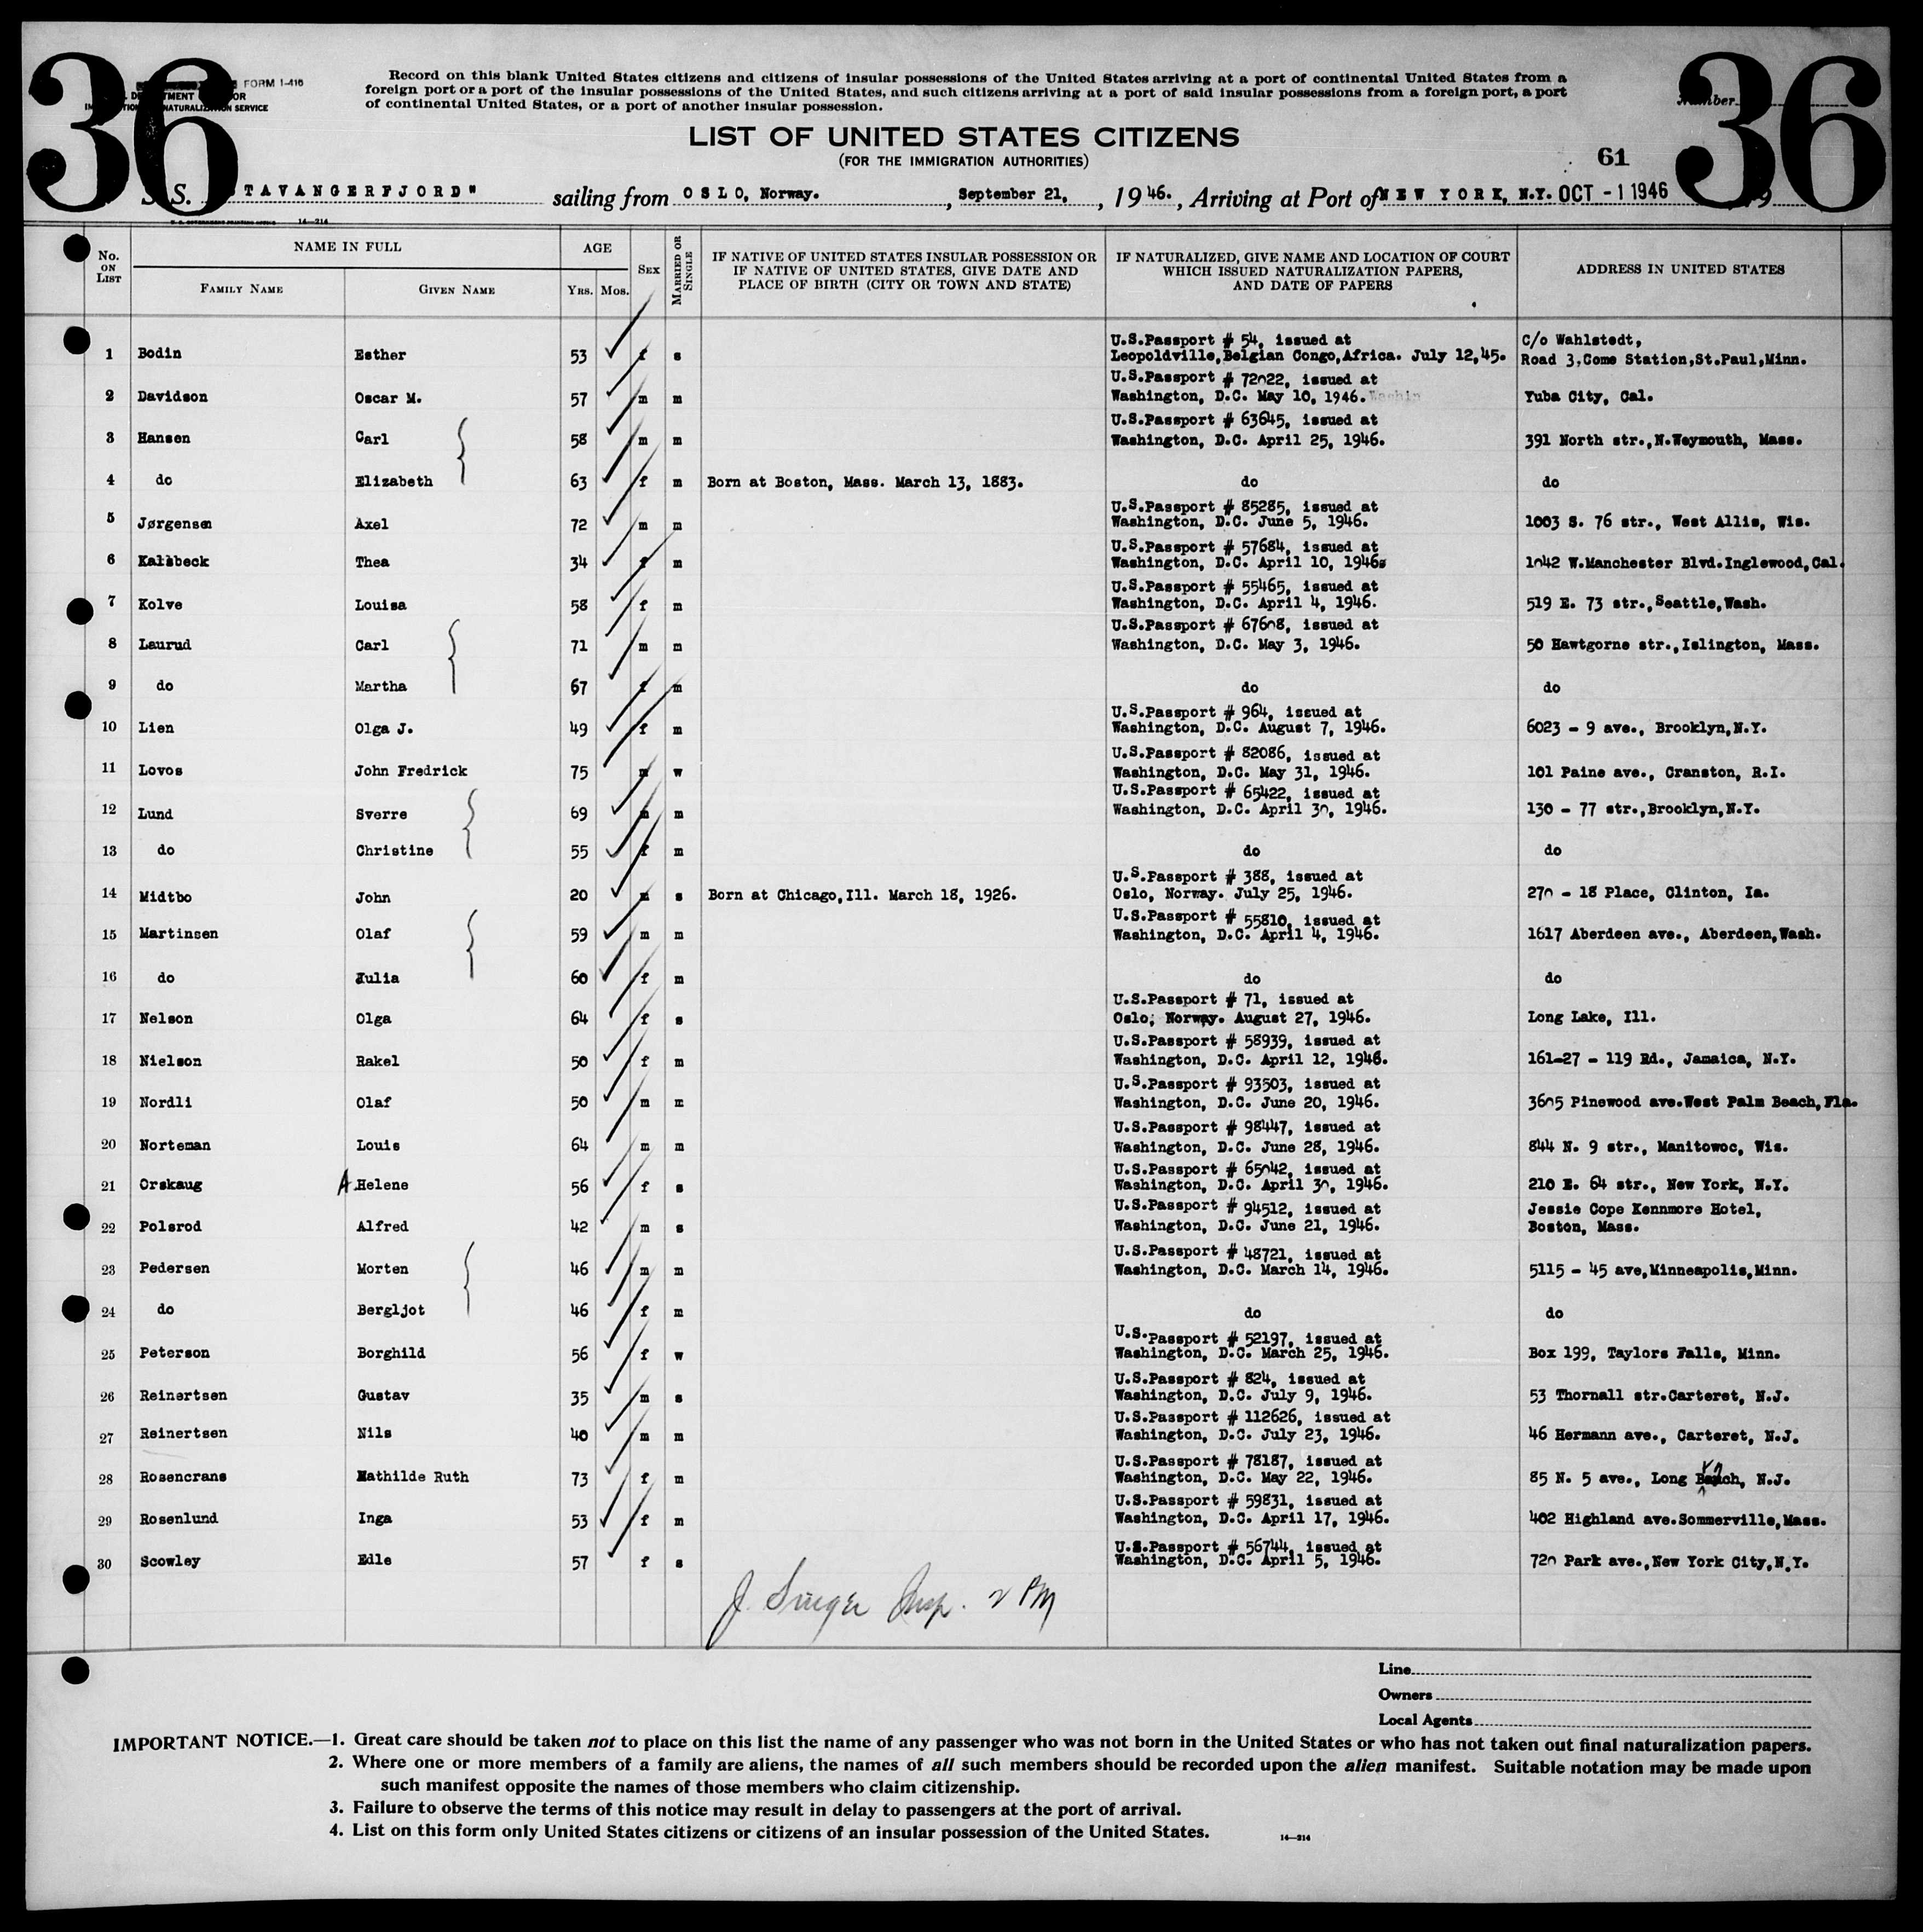 36
36
FORM 1-416
NATURALIZATION SERVICE
Record on this blank United States citizens and citizens of insular possessions of the United States arriving at a port of continental United States from a
foreign port or a port of the insular possessions of the United States, and such citizens arriving at a port of said insular possessions from a foreign port, a port
of continental United States, or a port of another insular possession.
Number
LIST OF UNITED STATES CITIZENS
(FOR THE IMMIGRATION AUTHORITIES)
61
S. S. TAVANGERFJORD" sailing from OSLO, Norway. , September 21, , 1946. , Arriving at Port of NEW YORK, N.Y. OCT - 1 1946
14—214
No. ON LIST
NAME IN FULL
FAMILY NAME
GIVEN NAME
AGE
YRS.
MOS.
SEX
MARRIED OR SINGLE
IF NATIVE OF UNITED STATES INSULAR POSSESSION OR
IF NATIVE OF UNITED STATES, GIVE DATE AND
PLACE OF BIRTH (CITY OR TOWN AND STATE)
IF NATURALIZED, GIVE NAME AND LOCATION OF COURT
WHICH ISSUED NATURALIZATION PAPERS,
AND DATE OF PAPERS
ADDRESS IN UNITED STATES
U.S.Passport # 54, issued at C/o Wahlstedt,
1 Bodin Esther 53 f s Leopoldville,Belgian Congo,Africa. July 12,45. Road 3,Como Station,St.Paul,Minn.
U.S.Passport # 72022, issued at
2 Davidson Oscar M. 57 m m Washington, D.C. May 10, 1946. Yuba City, Cal.
U.S.Passport # 63645, issued at
3 Hansen Carl 58 m m Washington, D.C. April 25, 1946. 391 North str.,N.Weymouth, Mass.
4 do Elizabeth 63 f m Born at Boston, Mass. March 13, 1883. do do
U.S.Passport # 85285, issued at
5 Jørgensen Axel 72 m m Washington, D.C. June 5, 1946. 1003 S. 76 str., West Allis, Wis.
U.S.Passport # 57684, issued at
6 Kalsbeck Thea 34 f m Washington, D.C. April 10, 1946. 1042 W.Manchester Blvd.Inglewood,Cal.
U.S.Passport # 55465, issued at
7 Kolve Louisa 58 f m Washington, D.C. April 4, 1946. 519 E. 73 str.,Seattle,Wash.
U.S.Passport # 67608, issued at
8 Laurud Carl 71 m m Washington, D.C. May 3, 1946. 50 Hawtgorne str.,Islington, Mass.
9 do Martha 67 f m do do
U.S.Passport # 964, issued at
10 Lien Olga J. 49 f m Washington, D.C. August 7, 1946. 6023 - 9 ave., Brooklyn,N.Y.
U.S.Passport # 82086, issued at
11 Lovos John Fredrick 75 m w Washington, D.C. May 31, 1946. 101 Paine ave., Cranston, R.I.
U.S.Passport # 65422, issued at
12 Lund Sverre 69 m m Washington, D.C. April 30, 1946. 130 - 77 str.,Brooklyn,N.Y.
13 do Christine 55 f m do do
U.S.Passport # 388, issued at
14 Midtbo John 20 m s Born at Chicago,Ill. March 18, 1926. Oslo, Norway. July 25, 1946. 270 - 18 Place, Clinton, Ia.
U.S.Passport # 55810, issued at
15 Martinsen Olaf 59 m m Washington, D.C. April 4, 1946. 1617 Aberdeen ave., Aberdeen,Wash.
16 do Julia 60 f m do do
U.S.Passport # 71, issued at
17 Nelson Olga 64 f s Oslo, Norway. August 27, 1946. Long Lake, Ill.
U.S.Passport # 58939, issued at
18 Nielson Rakel 50 f m Washington, D.C. April 12, 1946. 161-27 - 119 Rd., Jamaica, N.Y.
U.S.Passport # 93503, issued at
19 Nordli Olaf 50 m m Washington, D.C. June 20, 1946. 3605 Pinewood ave.West Palm Beach,Fla.
U.S.Passport # 98447, issued at
20 Norteman Louis 64 m m Washington, D.C. June 28, 1946. 844 N. 9 str., Manitowoc, Wis.
U.S.Passport # 65042, issued at
21 Orskaug A Helene 56 f s Washington, D.C. April 30, 1946. 210 E. 64 str., New York, N.Y.
U.S.Passport # 94512, issued at Jessie Cope Kennmore Hotel,
22 Polsrod Alfred 42 m s Washington, D.C. June 21, 1946. Boston, Mass.
U.S.Passport # 48721, issued at
23 Pedersen Morten 46 m m Washington, D.C. March 14, 1946. 5115 - 45 ave,Minneapolis,Minn.
24 do Bergljot 46 f m do do
U.S.Passport # 52197, issued at
25 Peterson Borghild 56 f w Washington, D.C. March 25, 1946. Box 199, Taylors Falls, Minn.
U.S.Passport # 824, issued at
26 Reinertsen Gustav 35 m s Washington, D.C. July 9, 1946. 53 Thornall str.Carteret, N.J.
U.S.Passport # 112626, issued at
27 Reinertsen Nils 40 m m Washington, D.C. July 23, 1946. 46 Hermann ave., Carteret, N.J.
U.S.Passport # 78187, issued at
28 Rosencrans Mathilde Ruth 73 f m Washington, D.C. May 22, 1946. 85 N. 5 ave., Long N.J.
U.S.Passport # 59831, issued at
29 Rosenlund Inga 53 f m Washington, D.C. April 17, 1946. 402 Highland ave.Sommerville,Mass.
U.S.Passport # 56744, issued at
30 Scowley Edle 57 f s Washington, D.C. April 5, 1946. 720 Park ave.,New York City,N.Y.
J. Singer Insp. 2 PM
Line
Owners
Local Agents
IMPORTANT NOTICE.—1. Great care should be taken not to place on this list the name of any passenger who was not born in the United States or who has not taken out final naturalization papers.
2. Where one or more members of a family are aliens, the names of all such members should be recorded upon the alien manifest. Suitable notation may be made upon
such manifest opposite the names of those members who claim citizenship.
3. Failure to observe the terms of this notice may result in delay to passengers at the port of arrival.
4. List on this form only United States citizens or citizens of an insular possession of the United States.
14—214